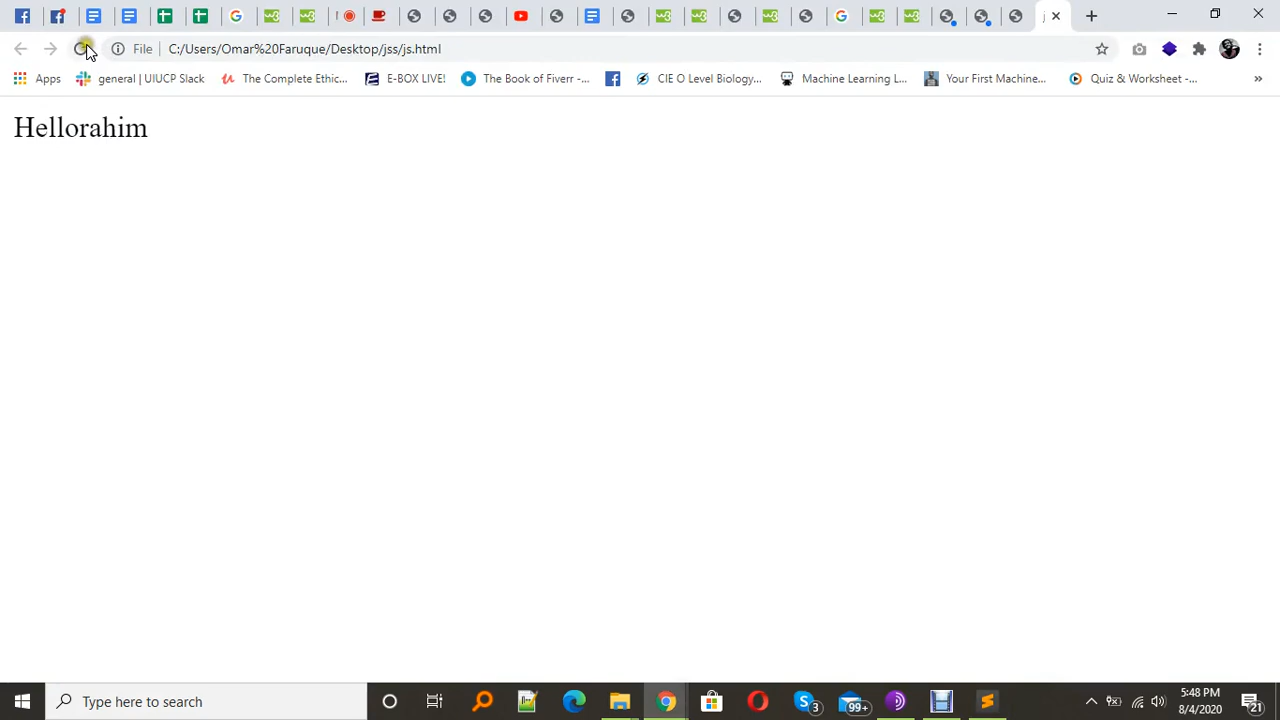 File
C:/Users/Omar%20Faruque/Desktop/jss/js.html
Apps
general | UIUCP Slack
The Complete Ethic...
E-BOX LIVE!
The Book of Fiverr -...
CIE O Level Biology...
Machine Learning L...
Your First Machine...
Quiz & Worksheet -...
»
Hellorahim
Type here to search
3
99+
5:48 PM
8/4/2020
21